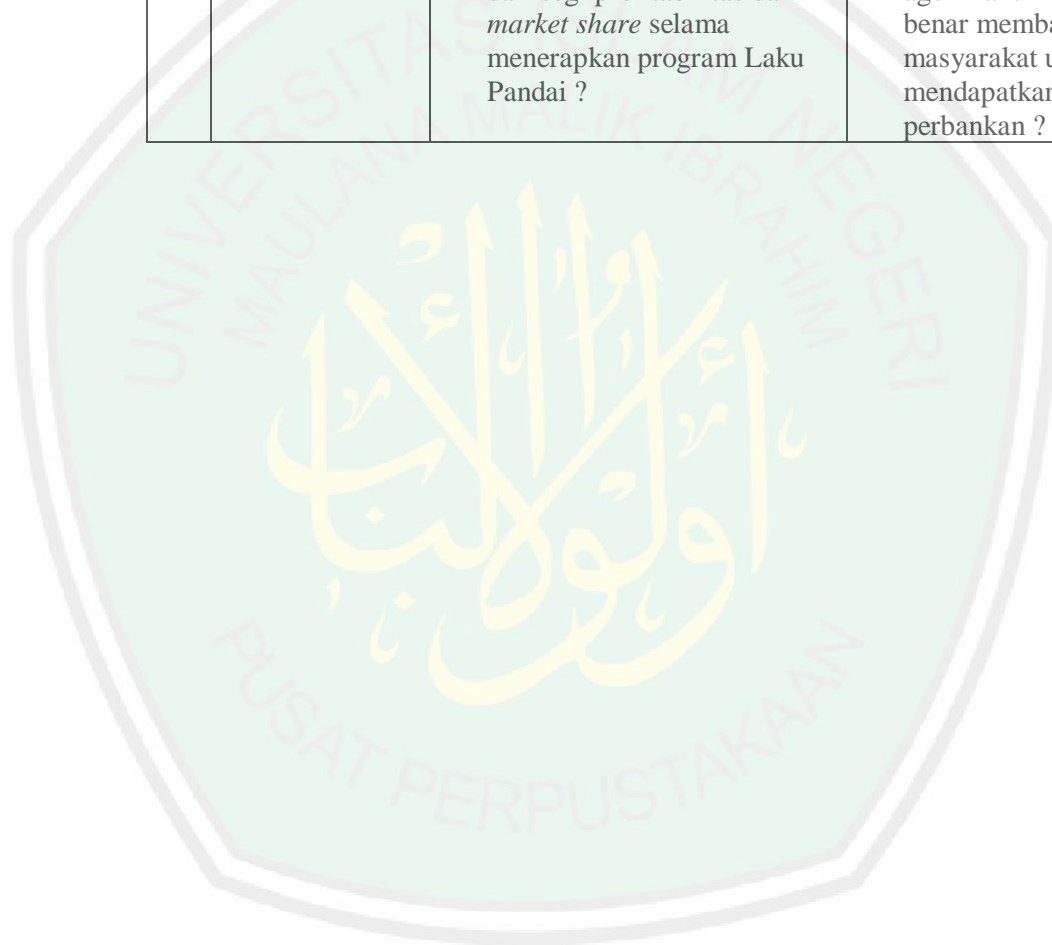 market share selama
menerapkan program Laku
Pandai ?
benar memba
masyarakat u
mendapatkan
perbankan ?
UNIVERSITAS ISLAM NEGERI
MAULANA MALIK IBRAHIM
PUSAT PERPUSTAKAAN